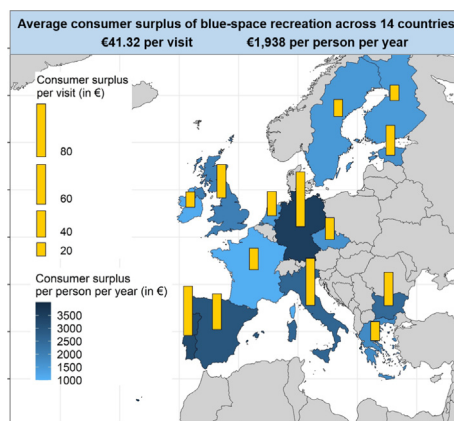 Average consumer surplus of blue-space recreation across 14 countries
€41.32 per visit €1,938 per person per year
Consumer surplus
per visit (in €)
80
60
40
20
Consumer surplus
per person per year (in €)
3500
3000
2500
2000
1500
1000